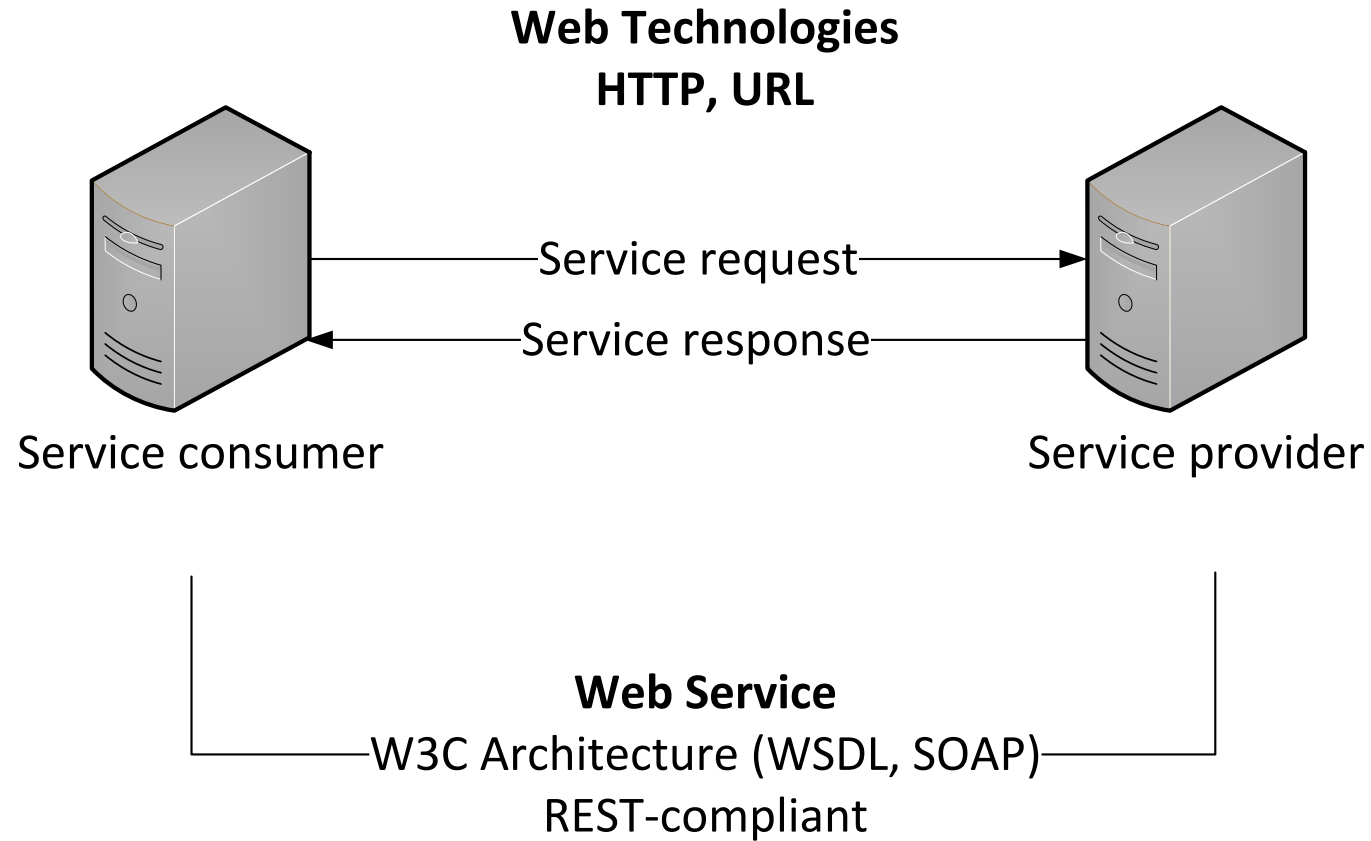 Web Technologies
HTTP, URL
Service request
Service response
Service consumer
Service provider
Web Service
W3C Architecture (WSDL, SOAP)
REST-compliant